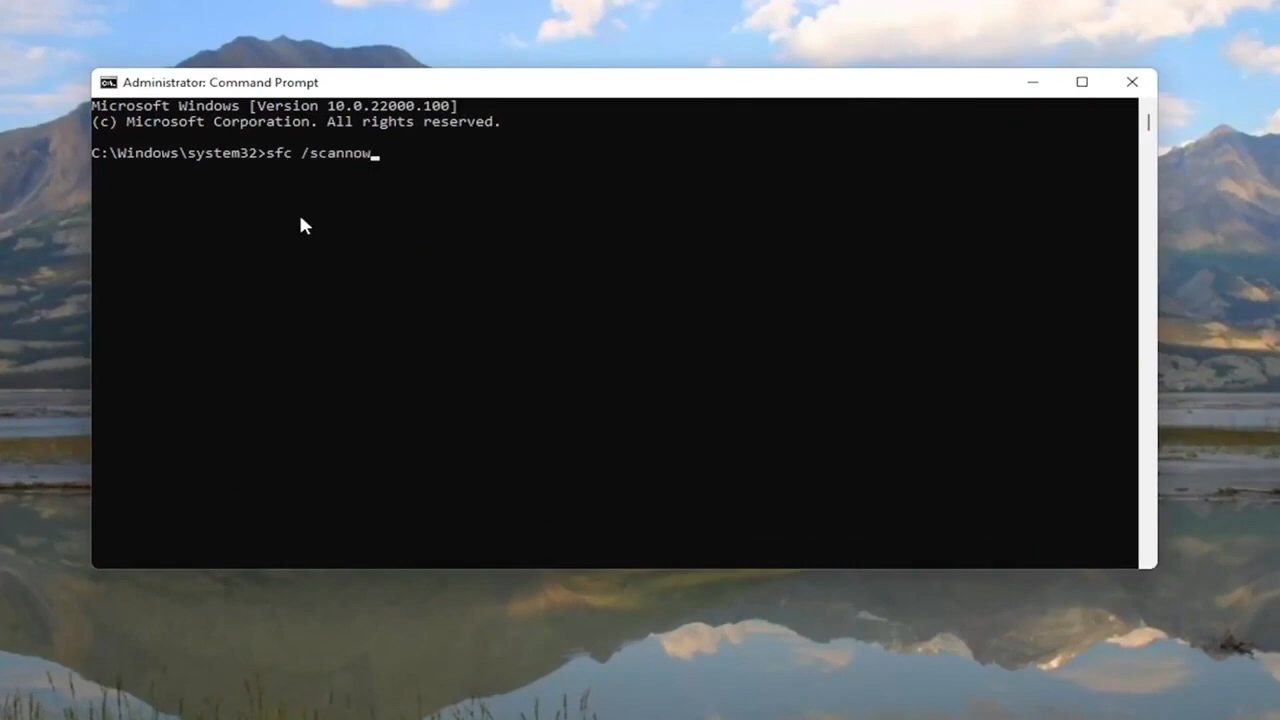 Administrator: Command Prompt
Microsoft Windows [Version 10.0.22000.100]
(c) Microsoft Corporation. All rights reserved.
C:\Windows\system32>sfc /scannow